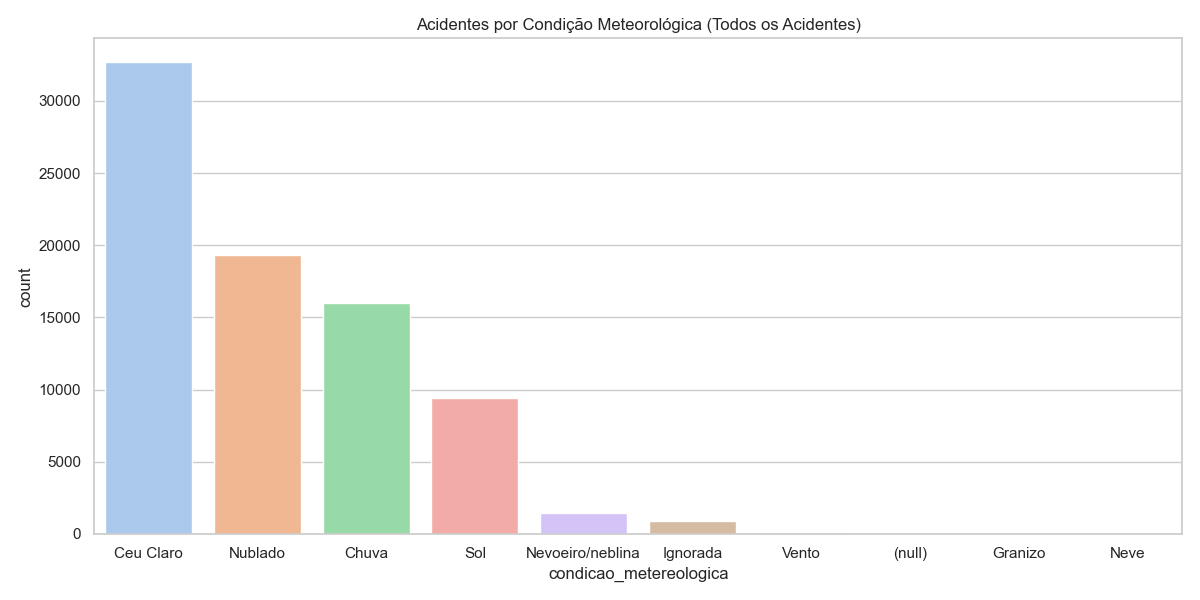 Acidentes por Condição Meteorológica (Todos os Acidentes)
30000
25000
20000
15000
10000
5000
0
count
Ceu Claro Nublado Chuva Sol Nevoeiro/neblina Ignorada Vento (null) Granizo Neve
condicao_metereologica